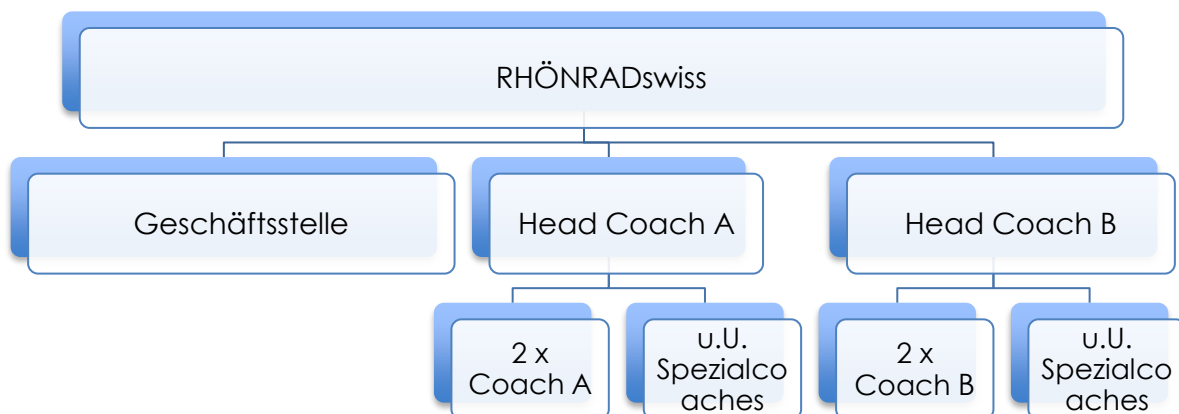 RHÖNRADswiss
Geschäftsstelle
Head Coach A
Head Coach B
2 x
Coach A
u.U.
Spezialco
aches
2 x
Coach B
u.U.
Spezialco
aches